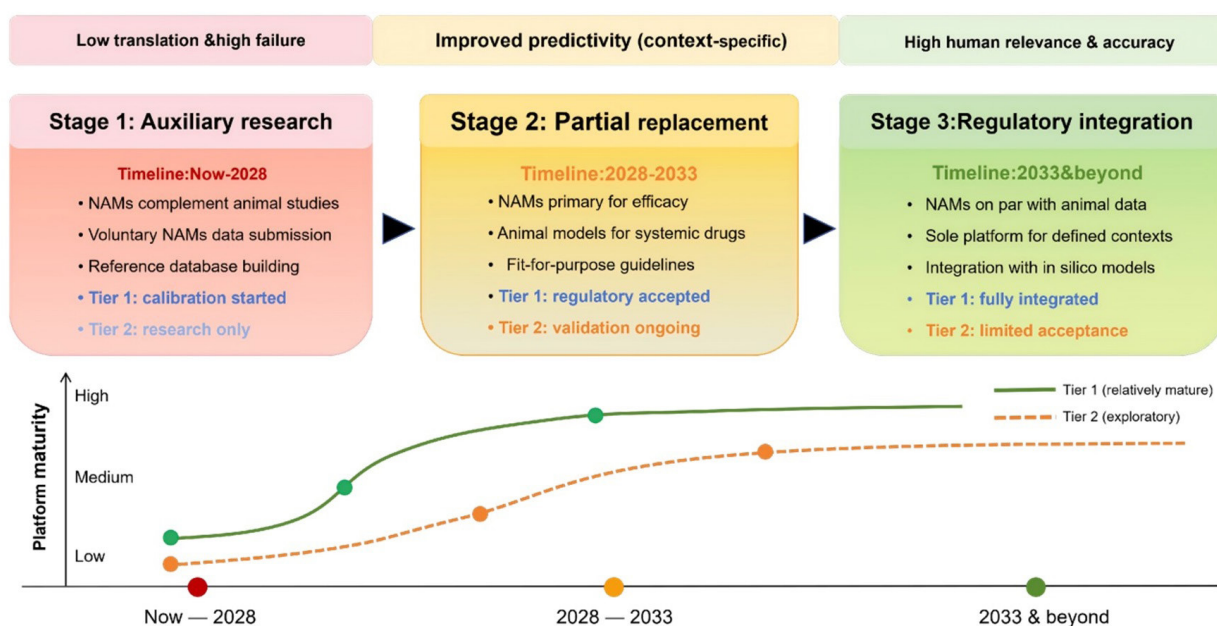 Low translation &high failure
Improved predictivity (context-specific)
High human relevance & accuracy
Stage 1: Auxiliary research
Timeline:Now-2028
• NAMs complement animal studies
• Voluntary NAMs data submission
• Reference database building
• Tier 1: calibration started
• Tier 2: research only
Stage 2: Partial replacement
Timeline:2028-2033
• NAMs primary for efficacy
• Animal models for systemic drugs
• Fit-for-purpose guidelines
• Tier 1: regulatory accepted
• Tier 2: validation ongoing
Stage 3:Regulatory integration
Timeline:2033&beyond
• NAMs on par with animal data
• Sole platform for defined contexts
• Integration with in silico models
• Tier 1: fully integrated
• Tier 2: limited acceptance
Platform maturity
High
Medium
Low
Tier 1 (relatively mature)
Tier 2 (exploratory)
Now — 2028
2028 — 2033
2033 & beyond